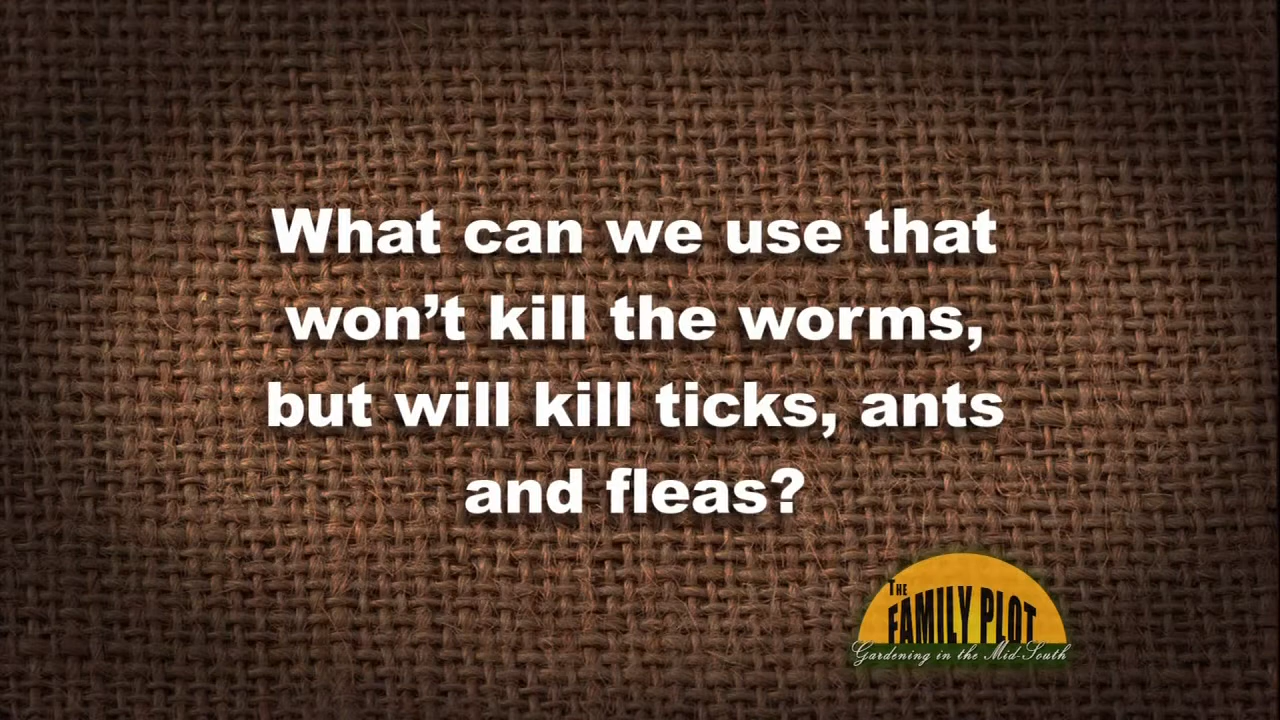 What can we use that
won’t kill the worms,
but will kill ticks, ants
and fleas?
THE
FAMILY PLOT
Gardening in the Mid-South